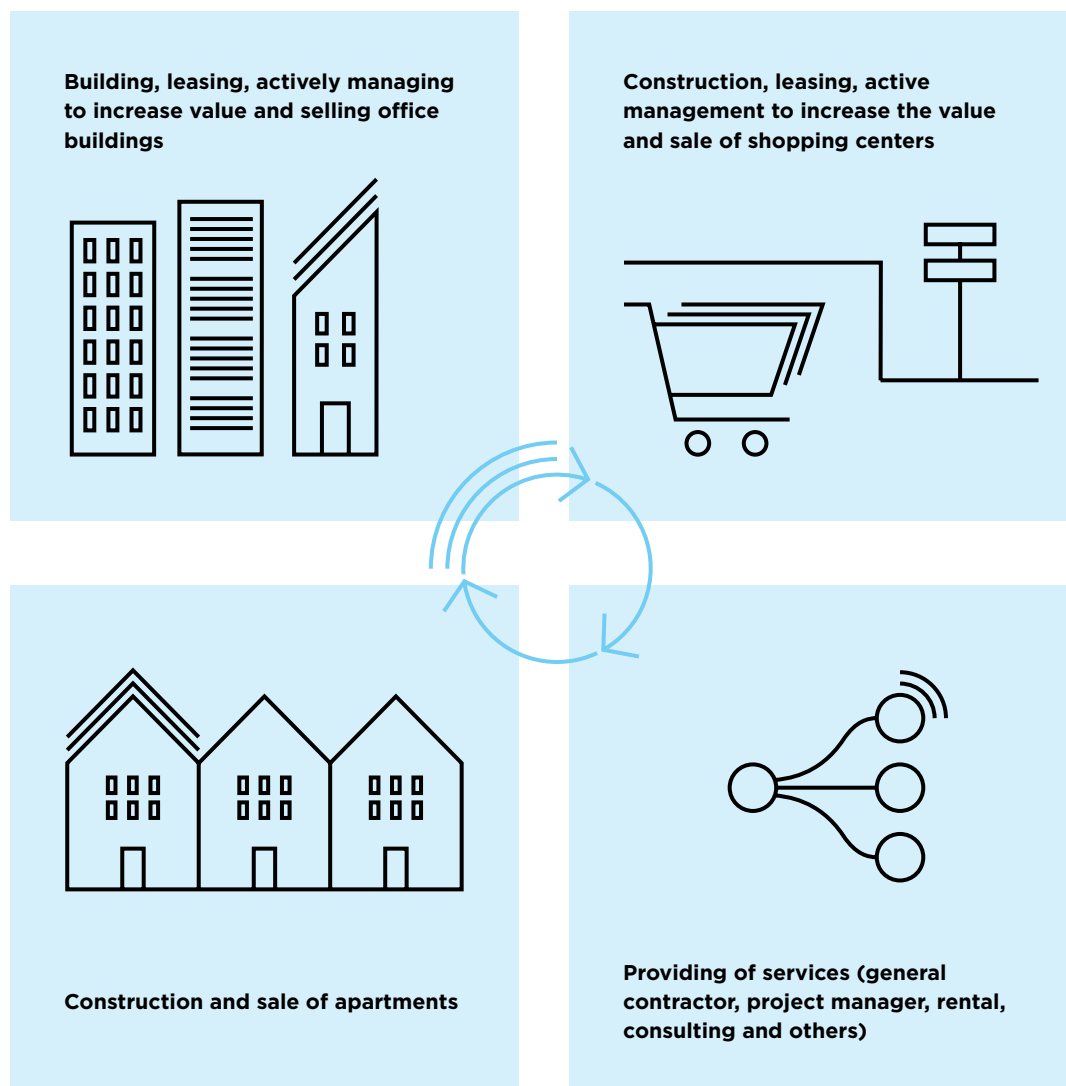 Building, leasing, actively managing
to increase value and selling office
buildings
Construction, leasing, active
management to increase the value
and sale of shopping centers
Construction and sale of apartments
Providing of services (general
contractor, project manager, rental,
consulting and others)